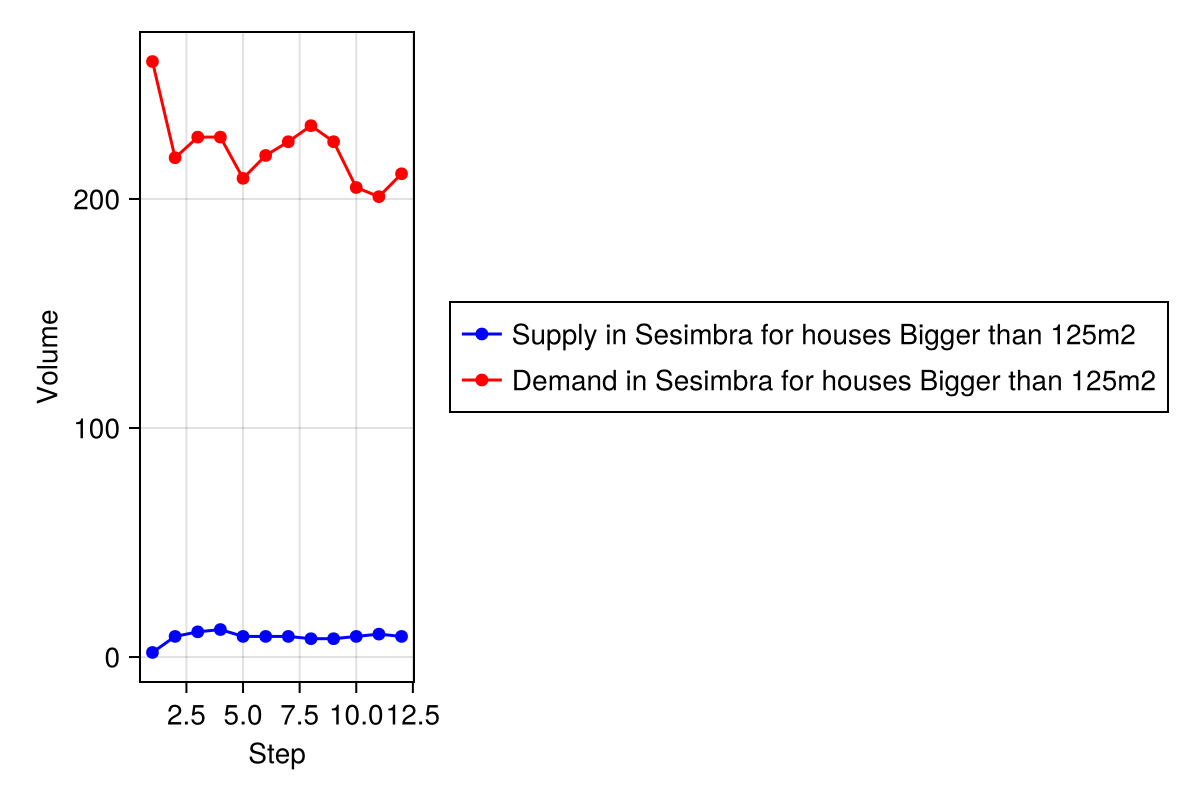 Volume
200
100
0
2.5 5.0 7.5 10.0 12.5
Step
Supply in Sesimbra for houses Bigger than 125m2
Demand in Sesimbra for houses Bigger than 125m2